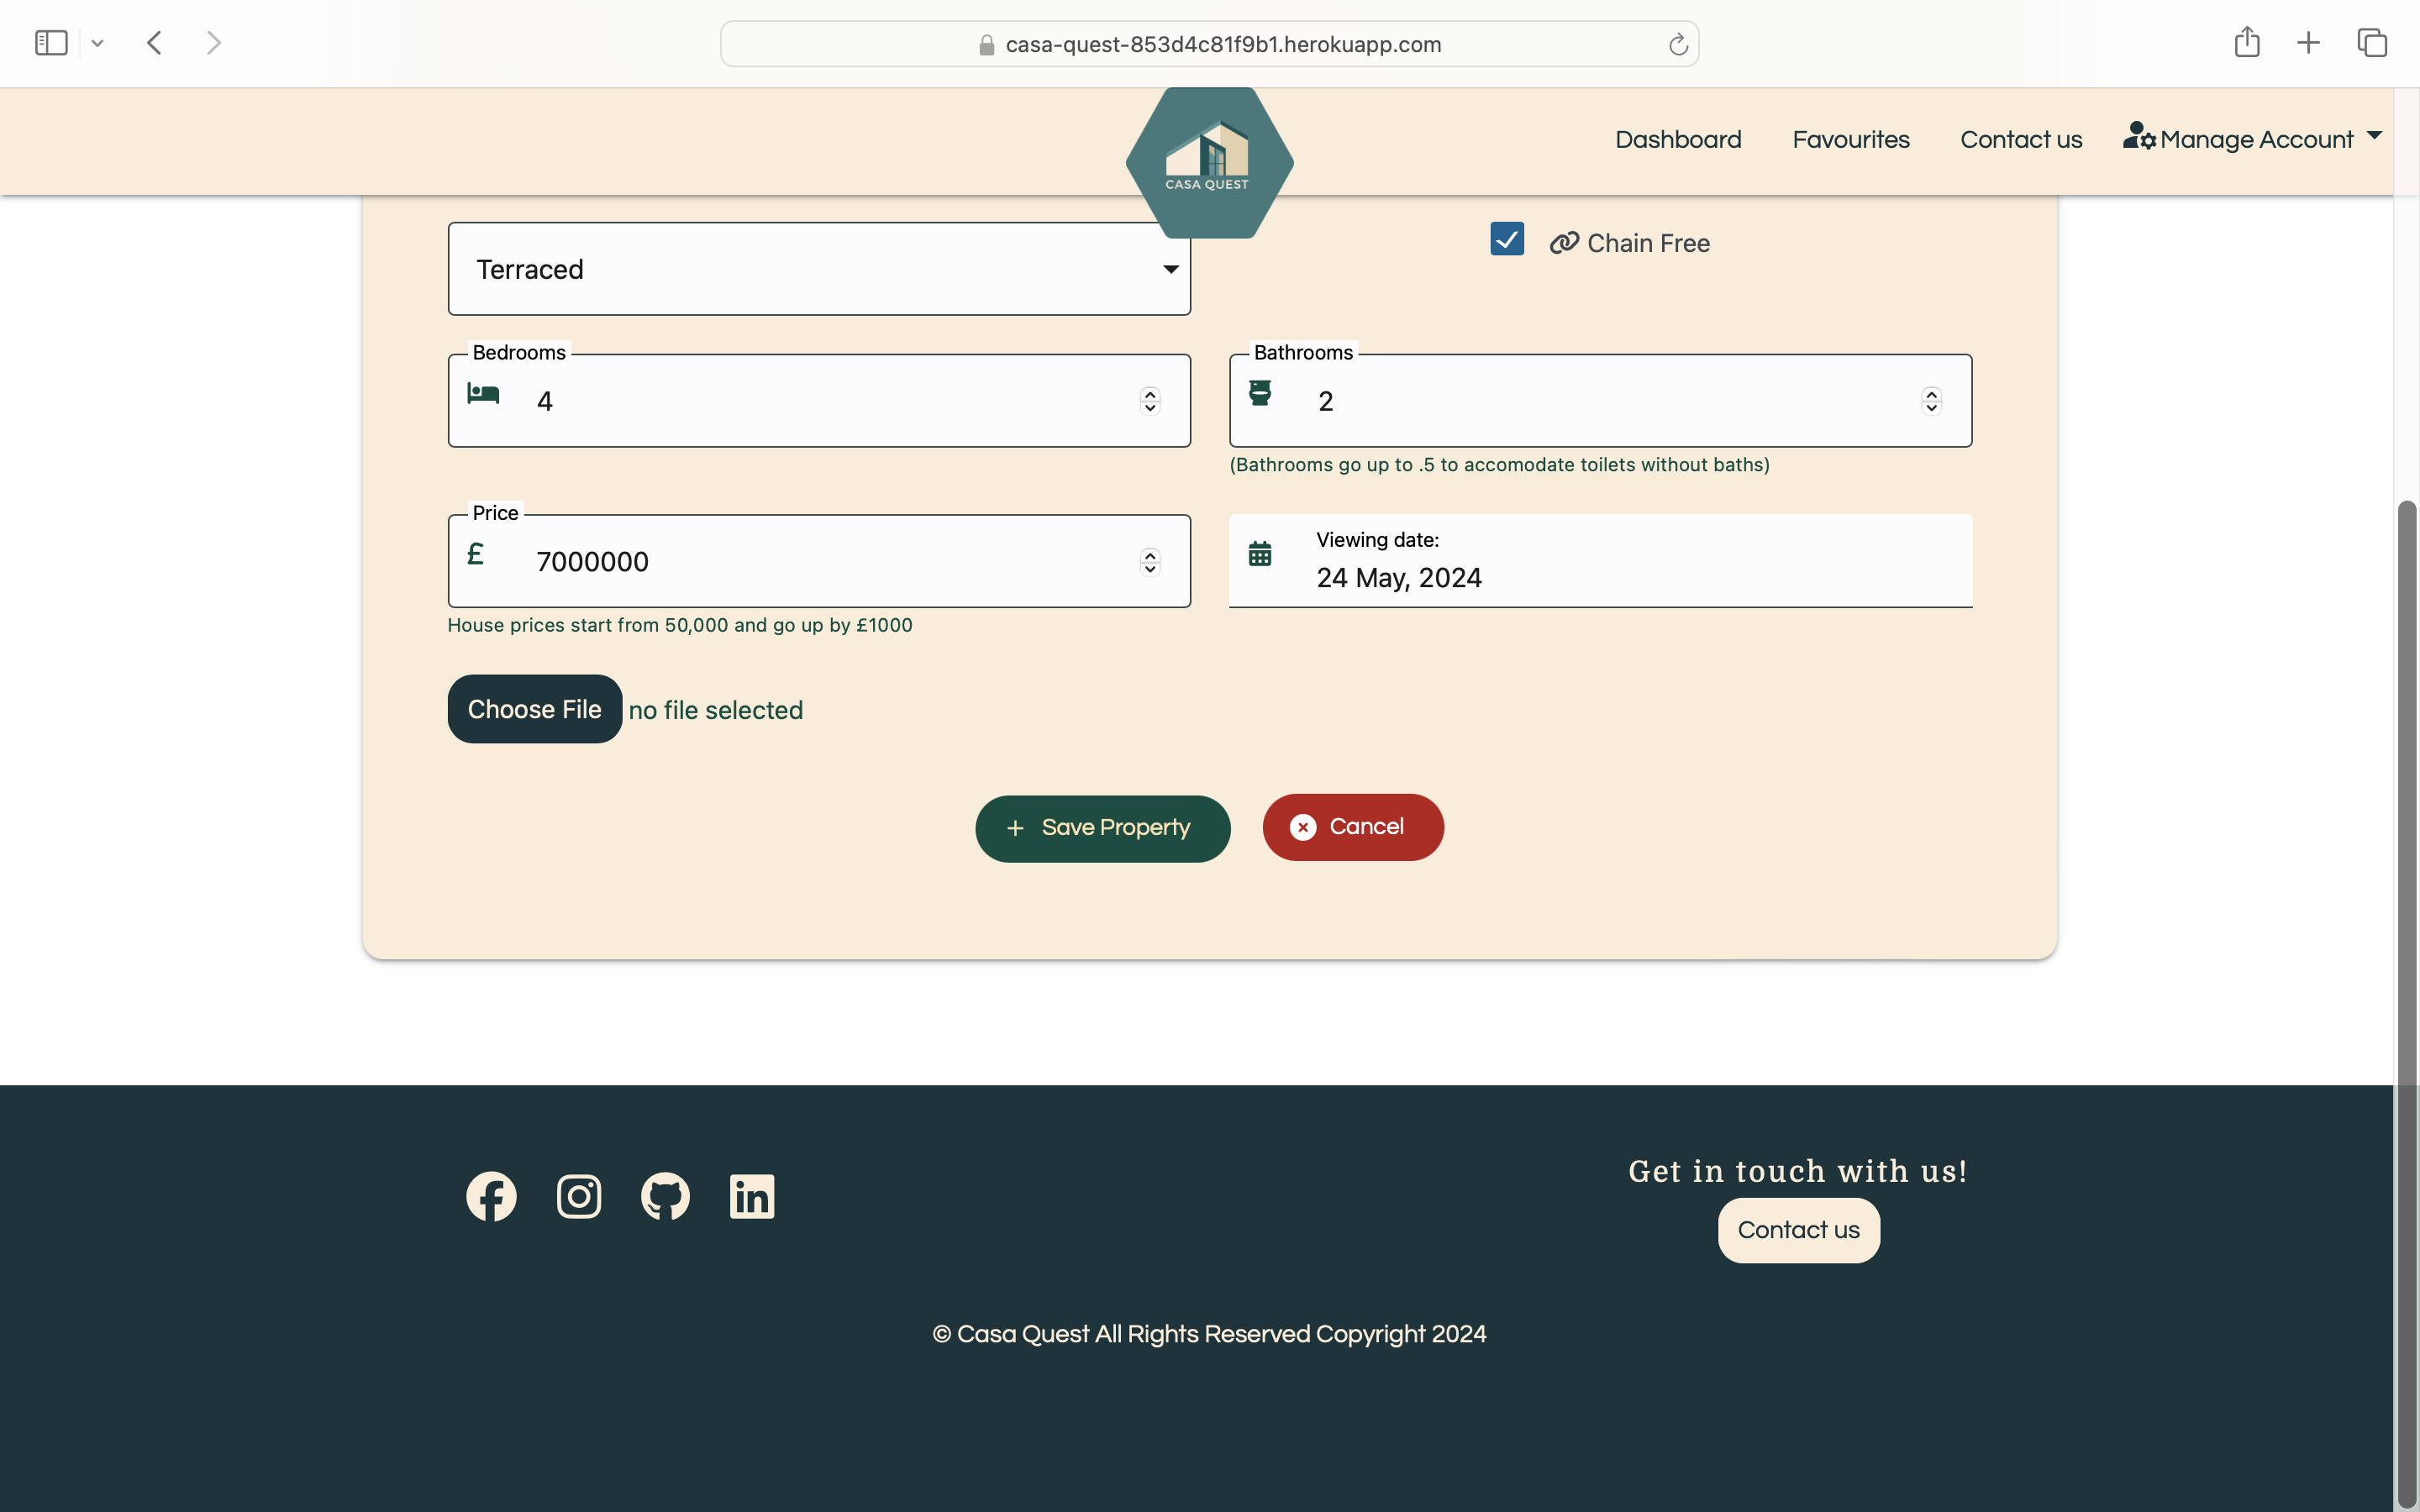 casa-quest-853d4c81f9b1.herokuapp.com
CASA QUEST
Dashboard
Favourites
Contact us
Manage Account
Terraced
Chain Free
Bedrooms
4
Bathrooms
2
(Bathrooms go up to .5 to accomodate toilets without baths)
Price
£ 7000000
Viewing date:
24 May, 2024
House prices start from 50,000 and go up by £1000
Choose File no file selected
+ Save Property
Cancel
Get in touch with us!
Contact us
© Casa Quest All Rights Reserved Copyright 2024